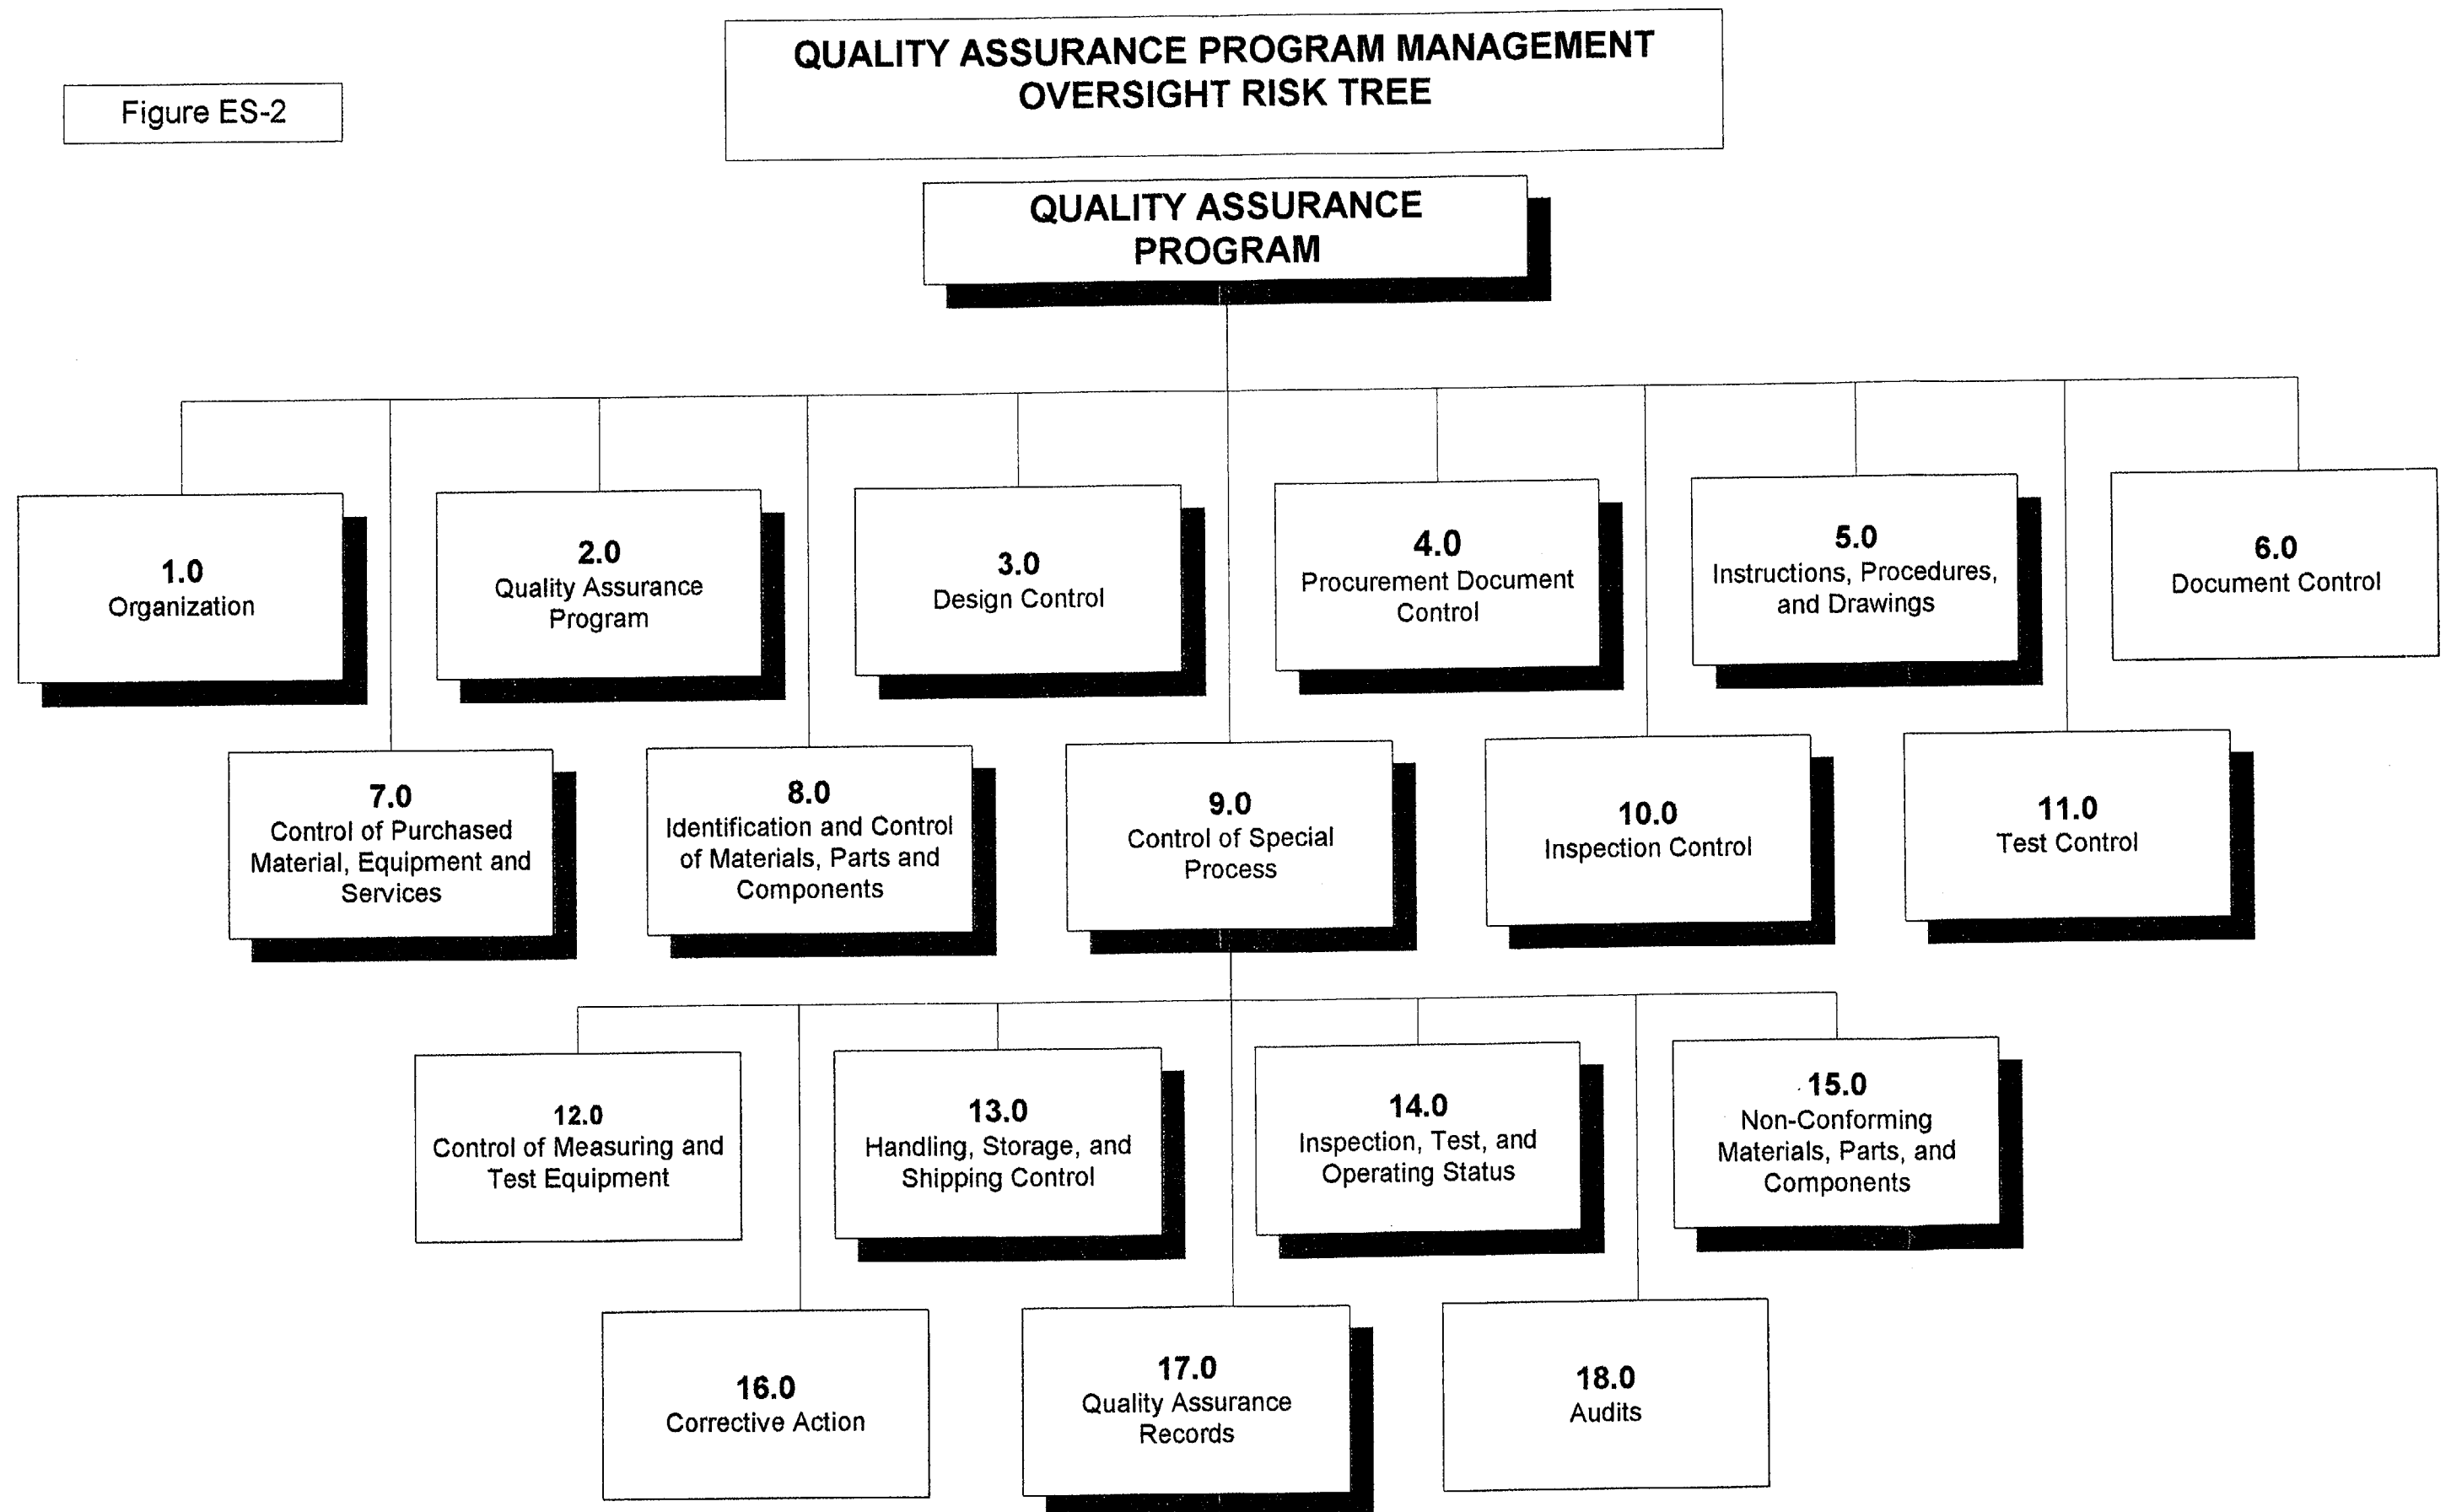 QUALITY ASSURANCE PROGRAM MANAGEMENT
OVERSIGHT RISK TREE
Figure ES-2
QUALITY ASSURANCE
PROGRAM
1.0
Organization
2.0
Quality Assurance
Program
3.0
Design Control
4.0
Procurement Document
Control
5.0
Instructions, Procedures,
and Drawings
6.0
Document Control
7.0
Control of Purchased
Material, Equipment and
Services
8.0
Identification and Control
of Materials, Parts and
Components
9.0
Control of Special
Process
10.0
Inspection Control
11.0
Test Control
12.0
Control of Measuring and
Test Equipment
13.0
Handling, Storage, and
Shipping Control
14.0
Inspection, Test, and
Operating Status
15.0
Non-Conforming
Materials, Parts, and
Components
16.0
Corrective Action
17.0
Quality Assurance
Records
18.0
Audits